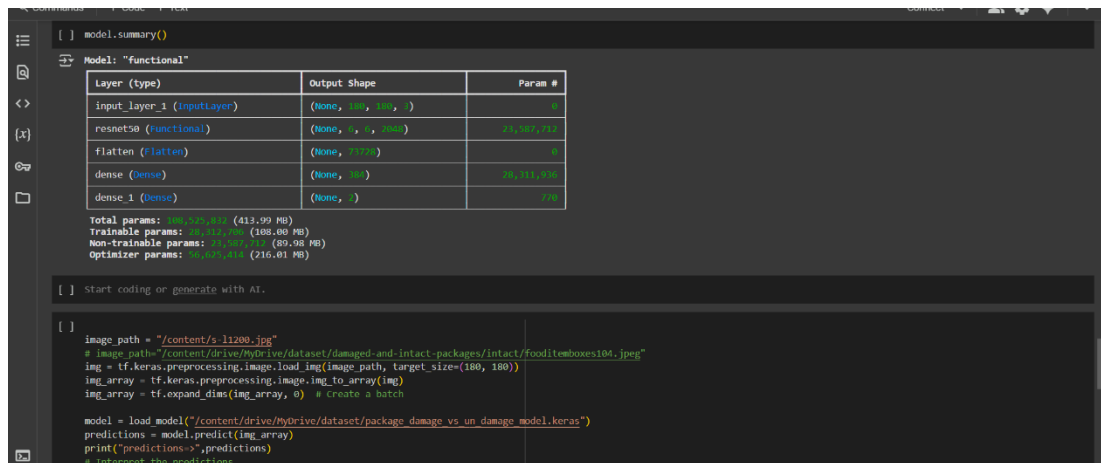 [ ] model.summary()
Model: "functional"
Layer (type) Output Shape Param #
input_layer_1 (InputLayer) (None, 180, 180, 3) 0
resnet50 (Functional) (None, 6, 6, 2048) 23,587,712
flatten (Flatten) (None, 73728) 0
dense (Dense) (None, 384) 28,311,936
dense_1 (Dense) (None, 2) 770
Total params: 108,525,832 (413.99 MB)
Trainable params: 28,312,706 (108.00 MB)
Non-trainable params: 23,587,712 (89.98 MB)
Optimizer params: 56,625,414 (216.01 MB)
[ ] Start coding or generate with AI.
[ ]
image_path = "/content/s-l1200.jpg"
# image_path="/content/drive/MyDrive/dataset/damaged-and-intact-packages/intact/fooditemboxes104.jpeg"
img = tf.keras.preprocessing.image.load_img(image_path, target_size=(180, 180))
img_array = tf.keras.preprocessing.image.img_to_array(img)
img_array = tf.expand_dims(img_array, 0) # Create a batch
model = load_model("/content/drive/MyDrive/dataset/package_damage_vs_un_damage_model.keras")
predictions = model.predict(img_array)
print("predictions=>",predictions)
# Interpret the predictions